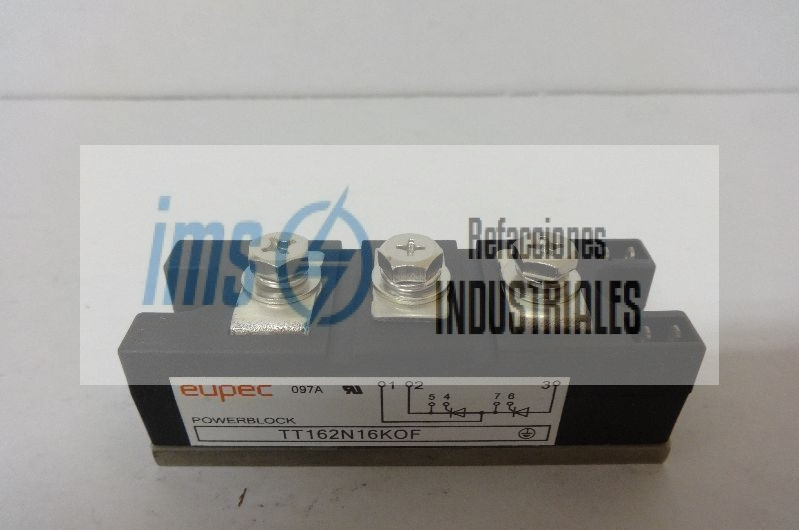 ims
Refacciones
INDUSTRIALES
eupec 097A
1 2 3
5 4 7 6
POWERBLOCK
TT162N16KOF